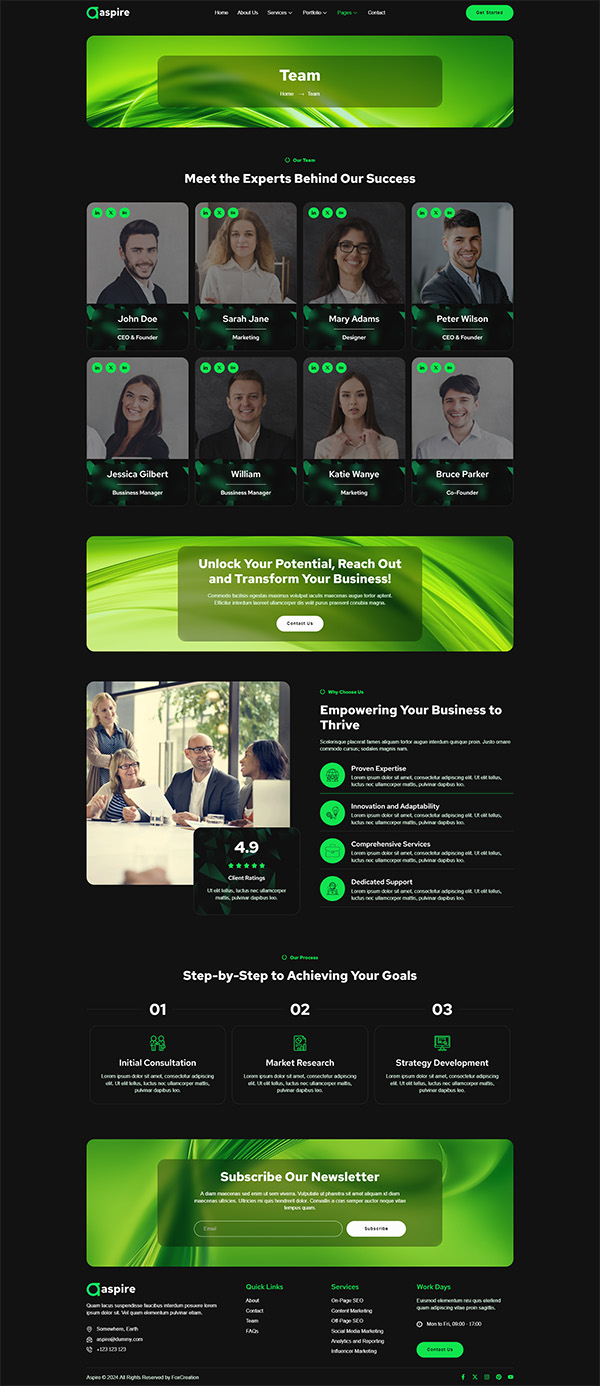 aspire
Home About Us Services Portfolio Pages Contact
Get Started
Team
Home → Team
Our Team
Meet the Experts Behind Our Success
John Doe
CEO & Founder
Sarah Jane
Marketing
Mary Adams
Designer
Peter Wilson
CEO & Founder
Jessica Gilbert
Bussiness Manager
William
Bussiness Manager
Katie Wanye
Marketing
Bruce Parker
Co-Founder
Unlock Your Potential, Reach Out
and Transform Your Business!
Commodo facilisis egestas maximus volutpat iaculis maecenas augue tortor aptent.
Efficitur interdum laoreet ullamcorper dis velit purus praesent conubia magna.
Contact Us
4.9
Client Ratings
Ut elit tellus, luctus nec ullamcorper
mattis, pulvinar dapibus leo.
Why Choose Us
Empowering Your Business to
Thrive
Scelerisque placerat fames aliquam tortor augue interdum quisque proin. Justo ornare
commodo cursus; sodales magnis nam.
Proven Expertise
Lorem ipsum dolor sit amet, consectetur adipiscing elit. Ut elit tellus,
luctus nec ullamcorper mattis, pulvinar dapibus leo.
Innovation and Adaptability
Lorem ipsum dolor sit amet, consectetur adipiscing elit. Ut elit tellus,
luctus nec ullamcorper mattis, pulvinar dapibus leo.
Comprehensive Services
Lorem ipsum dolor sit amet, consectetur adipiscing elit. Ut elit tellus,
luctus nec ullamcorper mattis, pulvinar dapibus leo.
Dedicated Support
Lorem ipsum dolor sit amet, consectetur adipiscing elit. Ut elit tellus,
luctus nec ullamcorper mattis, pulvinar dapibus leo.
Our Process
Step-by-Step to Achieving Your Goals
01
Initial Consultation
Lorem ipsum dolor sit amet, consectetur adipiscing
elit. Ut elit tellus, luctus nec ullamcorper mattis,
pulvinar dapibus leo.
02
Market Research
Lorem ipsum dolor sit amet, consectetur adipiscing
elit. Ut elit tellus, luctus nec ullamcorper mattis,
pulvinar dapibus leo.
03
Strategy Development
Lorem ipsum dolor sit amet, consectetur adipiscing
elit. Ut elit tellus, luctus nec ullamcorper mattis,
pulvinar dapibus leo.
Subscribe Our Newsletter
A diam maecenas sed enim ut sem viverra. Vulputate ut pharetra sit amet aliquam id diam
maecenas ultricies. Ultricies mi quis hendrerit dolor. Convallis a cras semper auctor neque vitae
tempus quam.
Email
Subscribe
aspire
Quam lacus suspendisse faucibus interdum posuere lorem
ipsum dolor sit. Vel quam elementum pulvinar etiam.
Somewhere, Earth
aspire@dummy.com
+123 123 123
Quick Links
About
Contact
Team
FAQs
Services
On-Page SEO
Content Marketing
Off-Page SEO
Social Media Marketing
Analytics and Reporting
Influencer Marketing
Work Days
Euismod elementum nisi quis eleifend
quam adipiscing vitae proin sagittis.
Mon to Fri, 09:00 - 17:00
Contact Us
Aspire © 2024 All Rights Reserved by FoxCreation